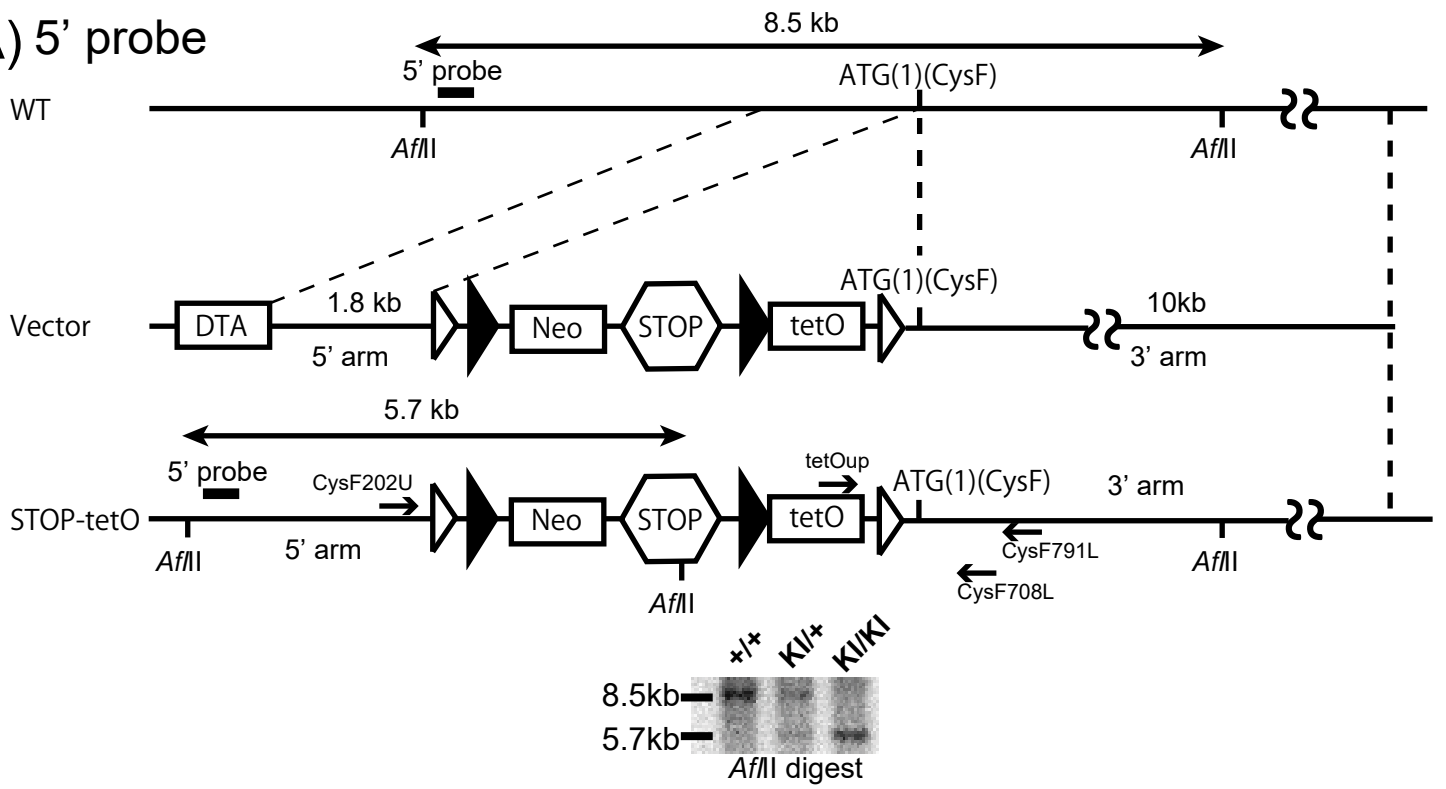 A) 5’ probe
8.5 kb
5’ probe
ATG(1)(CysF)
WT
AflII
AflII
ATG(1)(CysF)
Vector
DTA
1.8 kb
5’ arm
Neo
STOP
tetO
10kb
3’ arm
5.7 kb
5’ probe
CysF202U
tetOup
ATG(1)(CysF)
3’ arm
STOP-tetO
5’ arm
Neo
STOP
tetO
AflII
AflII
CysF791L
CysF708L
AflII
+/+
KI/+
KI/KI
8.5kb
5.7kb
AflII digest